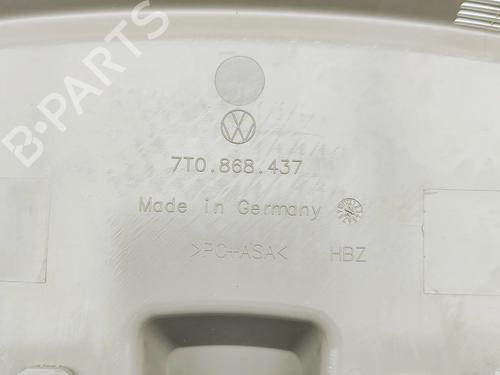 B-PARTS
7T0.868.437
Made in Germany
>PC+ASA< HBZ